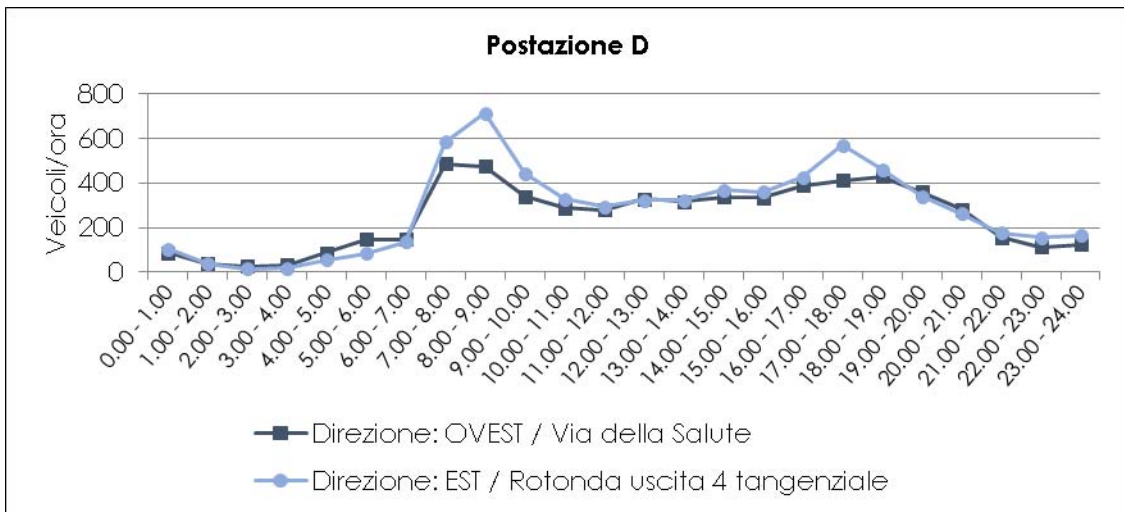 Postazione D
Veicoli/ora
800
600
400
200
0
0.00 - 1.00
1.00 - 2.00
2.00 - 3.00
3.00 - 4.00
4.00 - 5.00
5.00 - 6.00
6.00 - 7.00
7.00 - 8.00
8.00 - 9.00
9.00 - 10.00
10.00 - 11.00
11.00 - 12.00
12.00 - 13.00
13.00 - 14.00
14.00 - 15.00
15.00 - 16.00
16.00 - 17.00
17.00 - 18.00
18.00 - 19.00
19.00 - 20.00
20.00 - 21.00
21.00 - 22.00
22.00 - 23.00
23.00 - 24.00
Direzione: OVEST / Via della Salute
Direzione: EST / Rotonda uscita 4 tangenziale